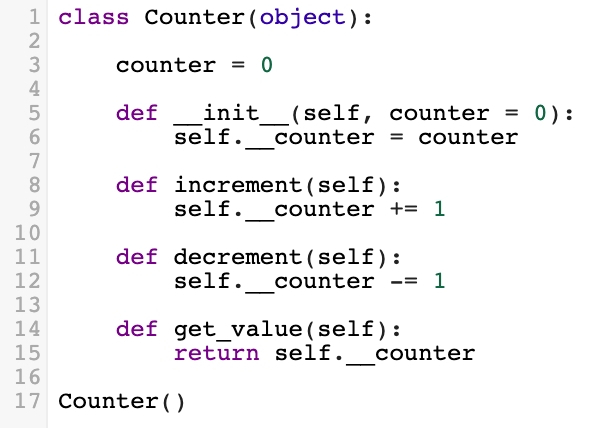 1 class Counter(object):
2
3     counter = 0
4
5     def __init__(self, counter = 0):
6         self.__counter = counter
7
8     def increment(self):
9         self.__counter += 1
10
11     def decrement(self):
12         self.__counter -= 1
13
14     def get_value(self):
15         return self.__counter
16
17 Counter()